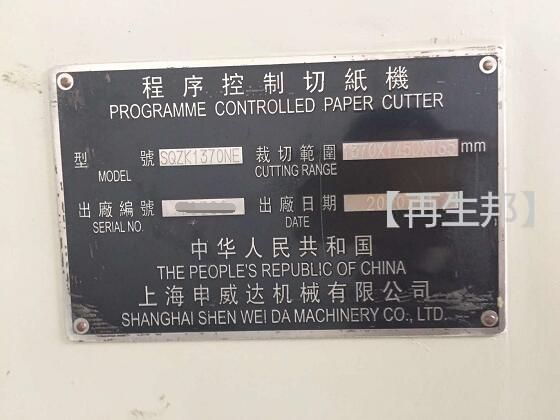 程序控制切紙機
PROGRAMME CONTROLLED PAPER CUTTER
型 號 SQZK1370NE 裁切範圍 1370X1450X165 mm
MODEL CUTTING RANGE
出廠編號 出廠日期
SERIAL NO. DATE
【再生邦】
中华人民共和国
THE PEOPLE'S REPUBLIC OF CHINA
上海申威达机械有限公司
SHANGHAI SHEN WEI DA MACHINERY CO., LTD.